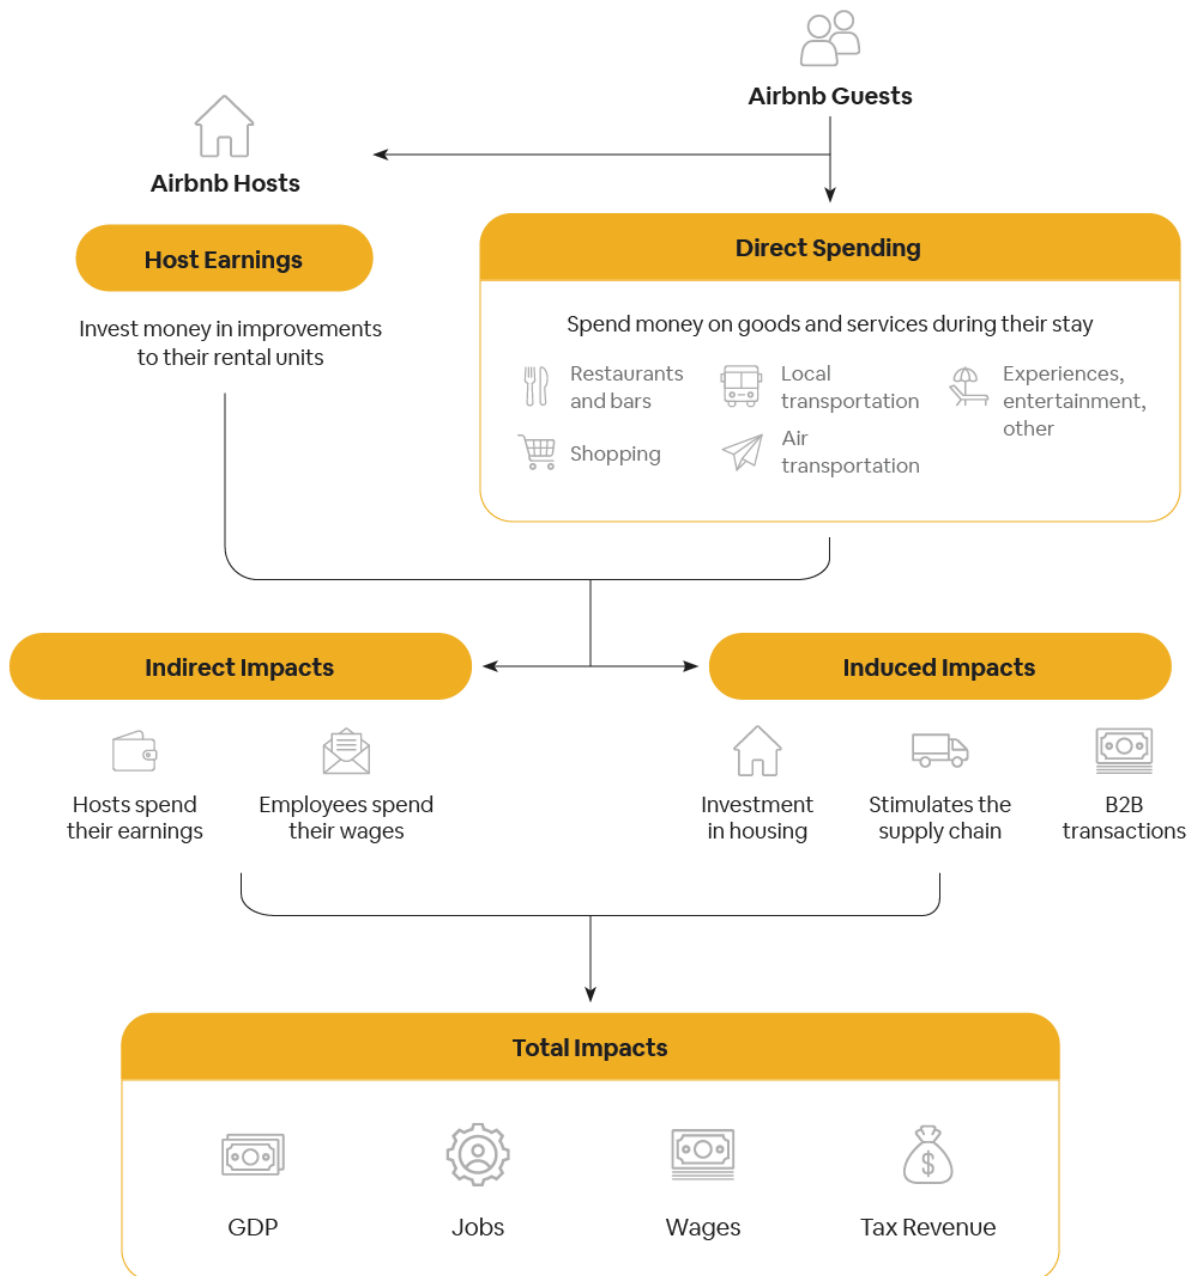 Airbnb Guests
Airbnb Hosts
Host Earnings
Invest money in improvements
to their rental units
Direct Spending
Spend money on goods and services during their stay
Restaurants
and bars
Local
transportation
Experiences,
entertainment,
other
Shopping
Air
transportation
Indirect Impacts
Induced Impacts
Hosts spend
their earnings
Employees spend
their wages
Investment
in housing
Stimulates the
supply chain
B2B
transactions
Total Impacts
$
GDP
Jobs
Wages
Tax Revenue